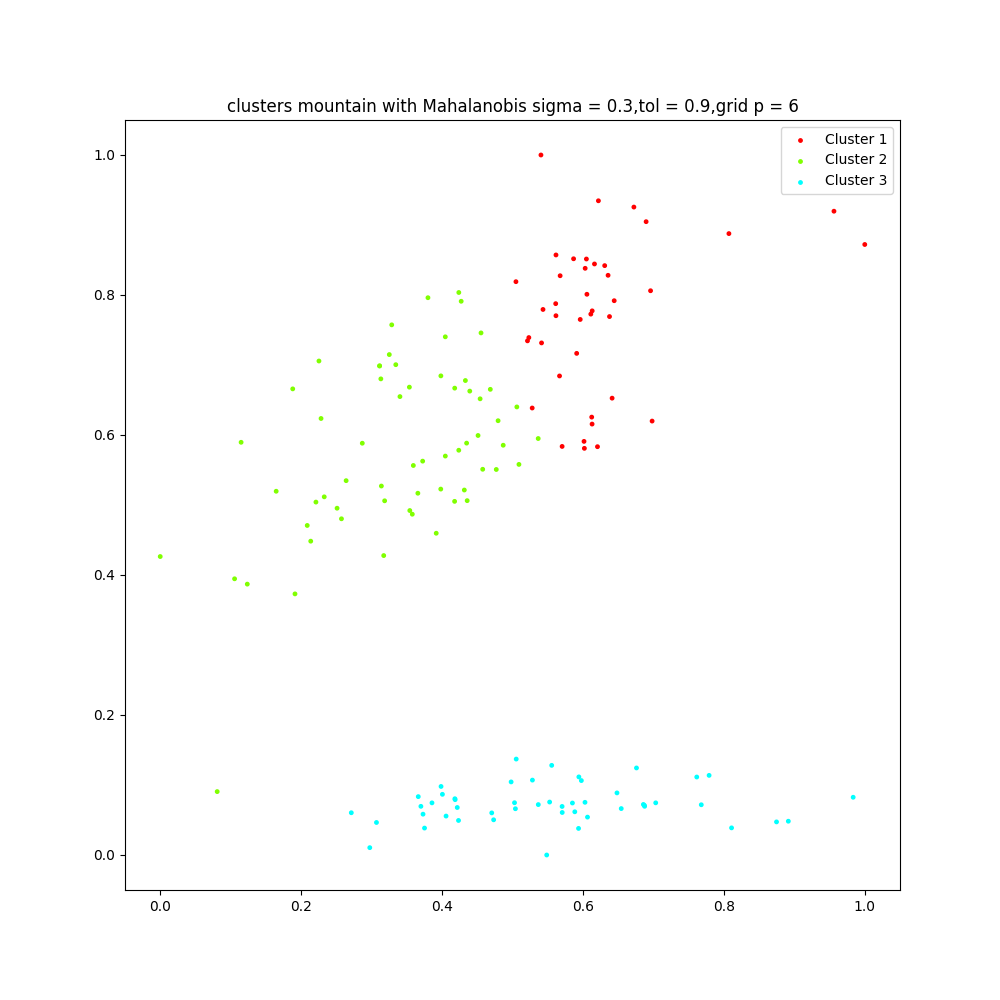 clusters mountain with Mahalanobis sigma = 0.3,tol = 0.9,grid p = 6
Cluster 1
Cluster 2
Cluster 3
1.0
0.8
0.6
0.4
0.2
0.0
0.0 0.2 0.4 0.6 0.8 1.0